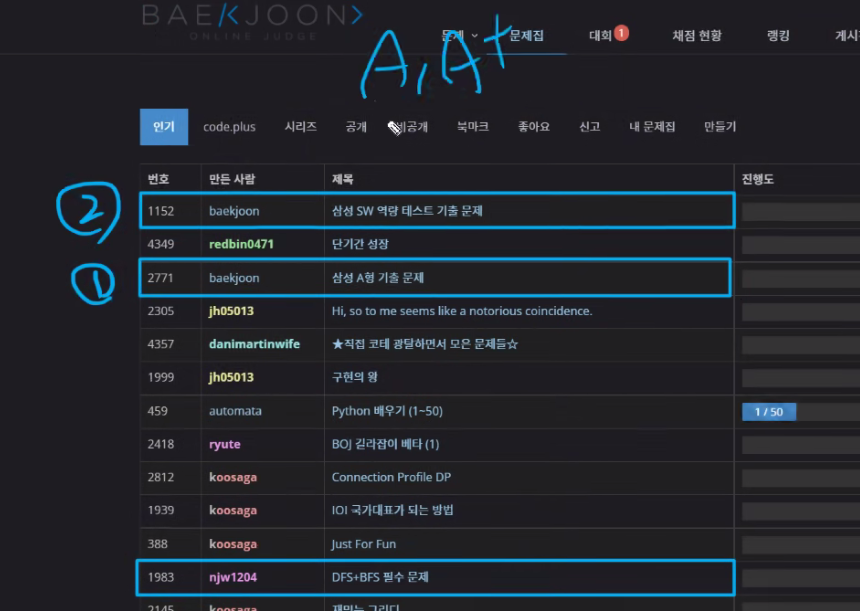 BAEKJOON>
ONLINE JUDGE
문제 문제집 대회 1 채점 현황 랭킹
A, A+
인기 code.plus 시리즈 공개 비공개 북마크 좋아요 신고 내 문제집 만들기
번호 만든 사람 제목 진행도
② 1152 baekjoon 삼성 SW 역량 테스트 기출 문제
4349 redbin0471 단기간 성장
① 2771 baekjoon 삼성 A형 기출 문제
2305 jh05013 Hi, so to me seems like a notorious coincidence.
4357 danimartinwife ★직접 코테 광탈하면서 모은 문제들☆
1999 jh05013 구현의 왕
459 automata Python 배우기 (1~50) 1 / 50
2418 ryute BOJ 길라잡이 베타 (1)
2812 koosaga Connection Profile DP
1939 koosaga IOI 국가대표가 되는 방법
388 koosaga Just For Fun
1983 njw1204 DFS+BFS 필수 문제
2145 koosaga 재밌는 그리디